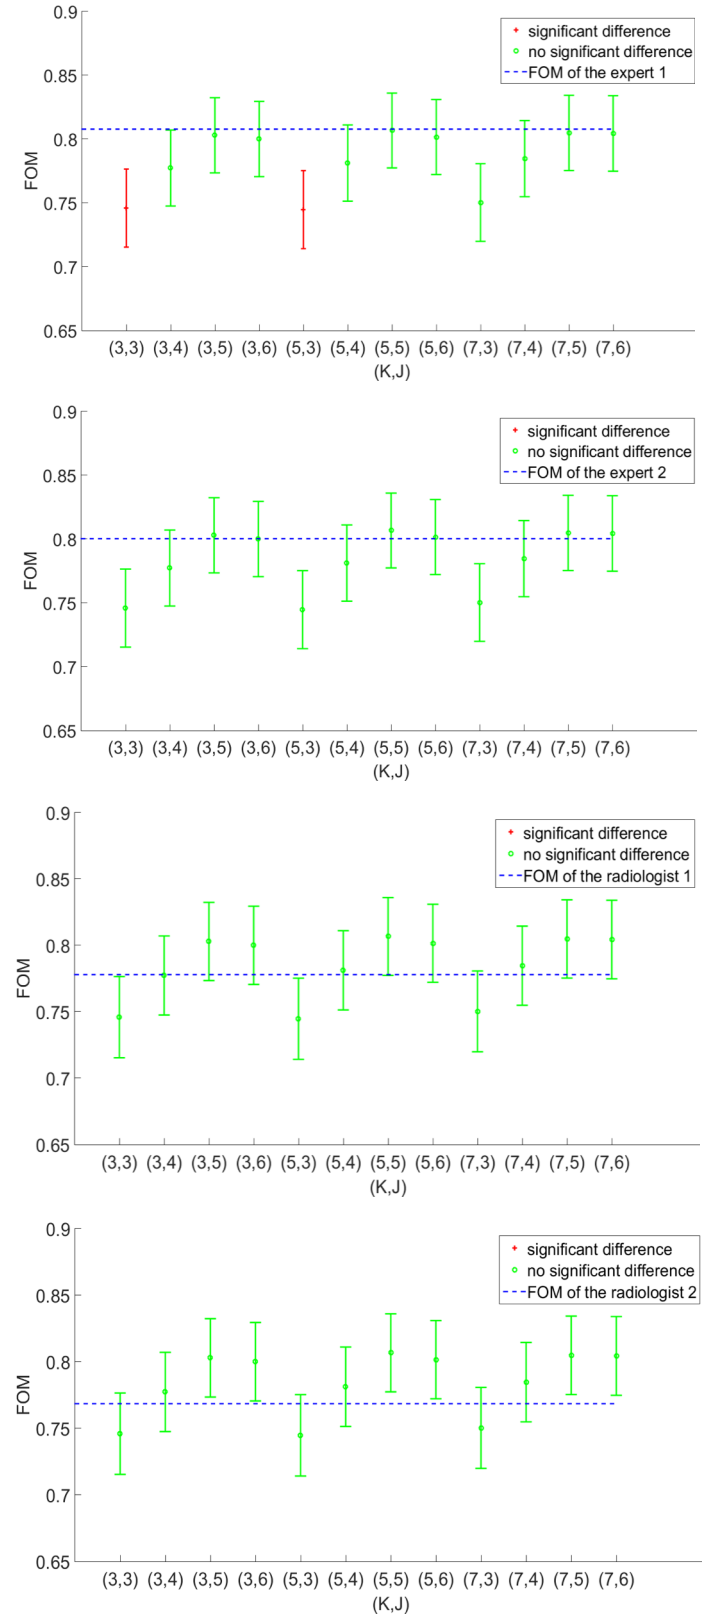 0.9
significant difference
no significant difference
FOM of the expert 1
0.85
0.8
FOM
0.75
0.7
0.65
(3,3) (3,4) (3,5) (3,6) (5,3) (5,4) (5,5) (5,6) (7,3) (7,4) (7,5) (7,6)
(K,J)
0.9
significant difference
no significant difference
FOM of the expert 2
0.85
0.8
FOM
0.75
0.7
0.65
(3,3) (3,4) (3,5) (3,6) (5,3) (5,4) (5,5) (5,6) (7,3) (7,4) (7,5) (7,6)
(K,J)
0.9
significant difference
no significant difference
FOM of the radiologist 1
0.85
0.8
FOM
0.75
0.7
0.65
(3,3) (3,4) (3,5) (3,6) (5,3) (5,4) (5,5) (5,6) (7,3) (7,4) (7,5) (7,6)
(K,J)
0.9
significant difference
no significant difference
FOM of the radiologist 2
0.85
0.8
FOM
0.75
0.7
0.65
(3,3) (3,4) (3,5) (3,6) (5,3) (5,4) (5,5) (5,6) (7,3) (7,4) (7,5) (7,6)
(K,J)